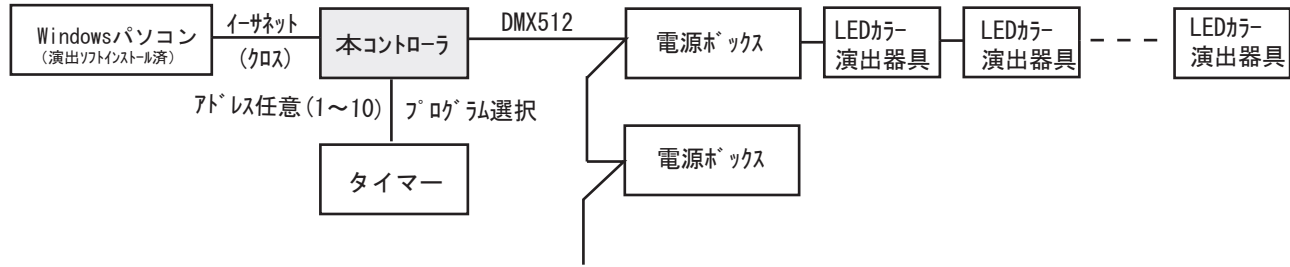 Windowsパソコン
(演出ソフトインストール済)
イーサネット
(クロス)
本コントローラ
DMX512
電源ボックス
LEDカラー
演出器具
LEDカラー
演出器具
LEDカラー
演出器具
アドレス任意(1～10)
プログラム選択
タイマー
電源ボックス